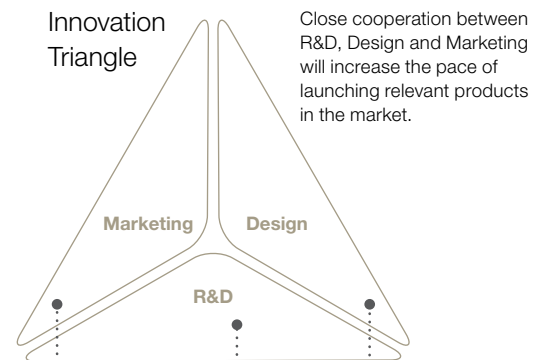 Innovation
Triangle
Close cooperation between
R&D, Design and Marketing
will increase the pace of
launching relevant products
in the market.
Marketing
Design
R&D